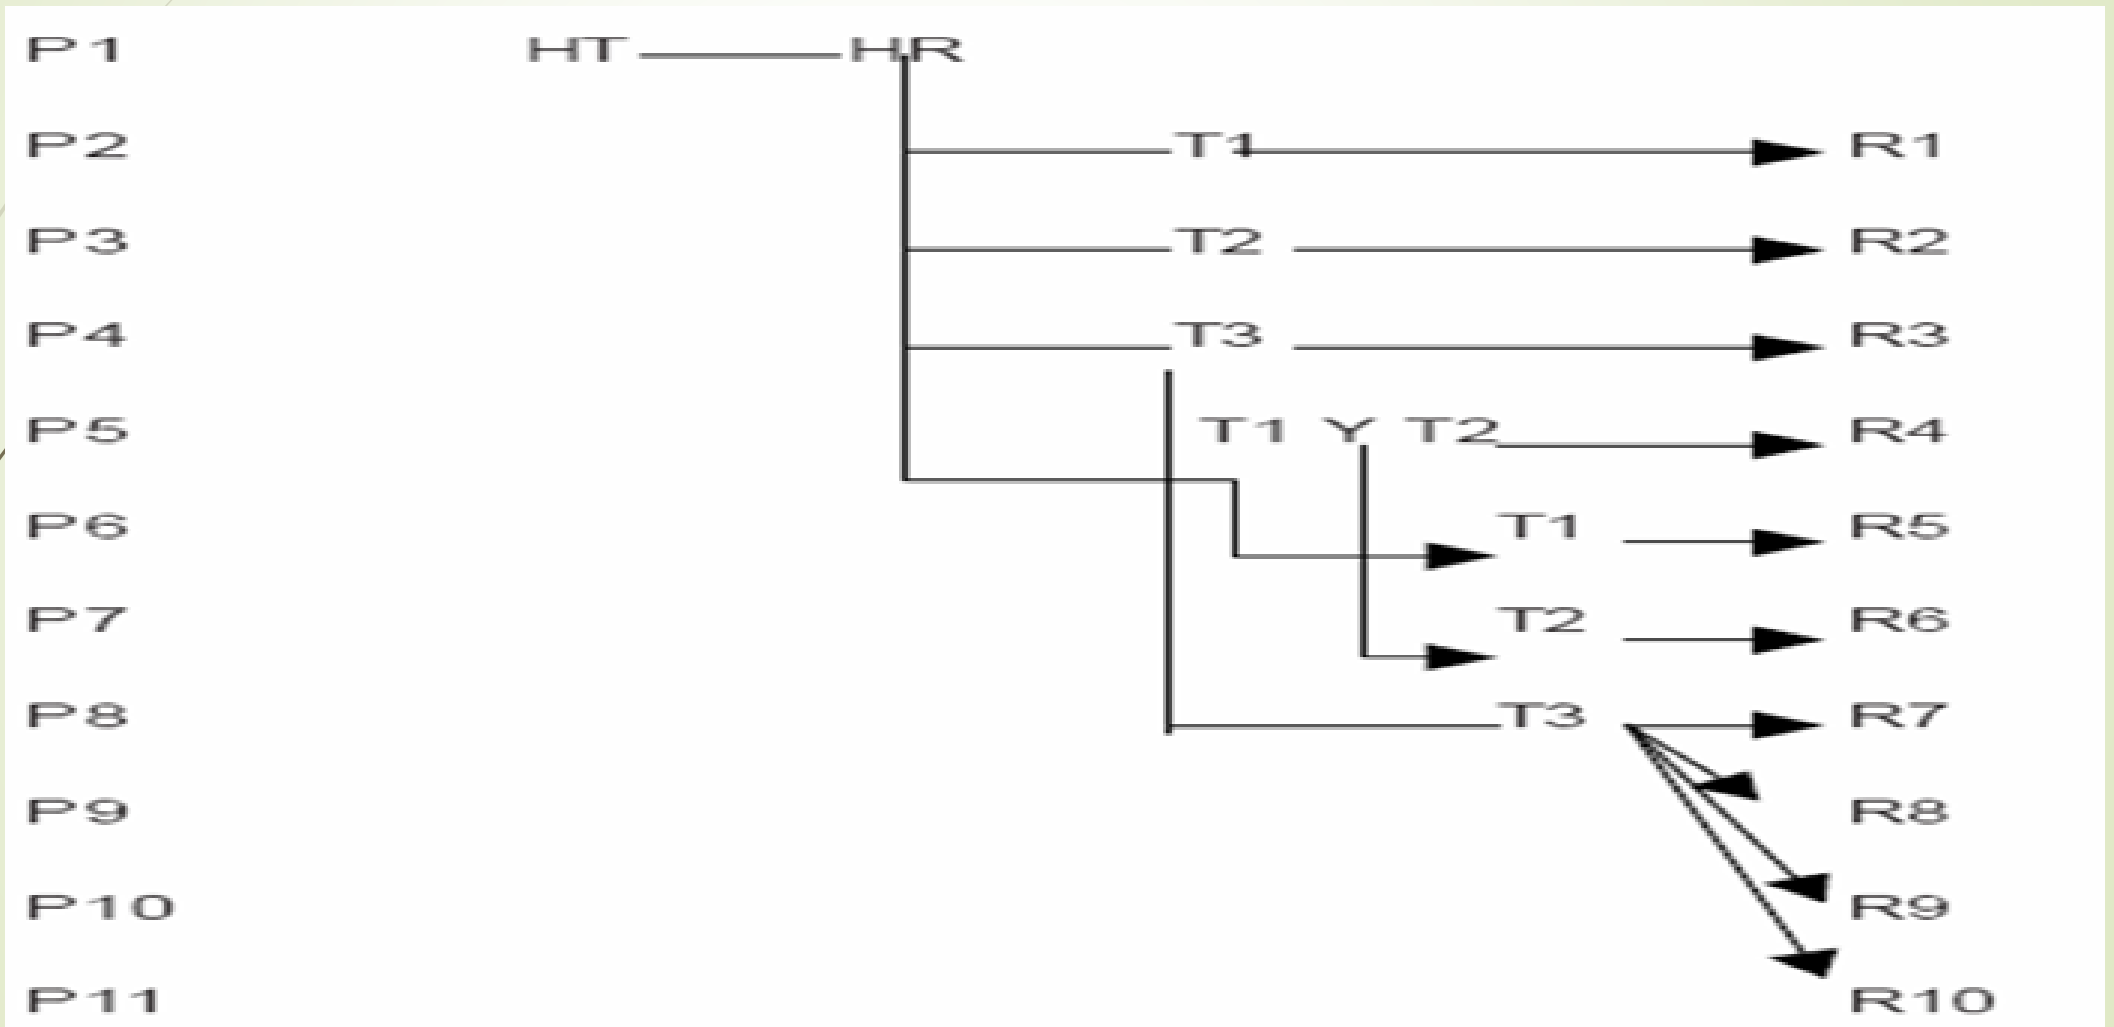 P1 HT HR
P2 T1 R1
P3 T2 R2
P4 T3 R3
P5 T1 Y T2 R4
P6 T1 R5
P7 T2 R6
P8 T3 R7
P9 R8
P10 R9
P11 R10